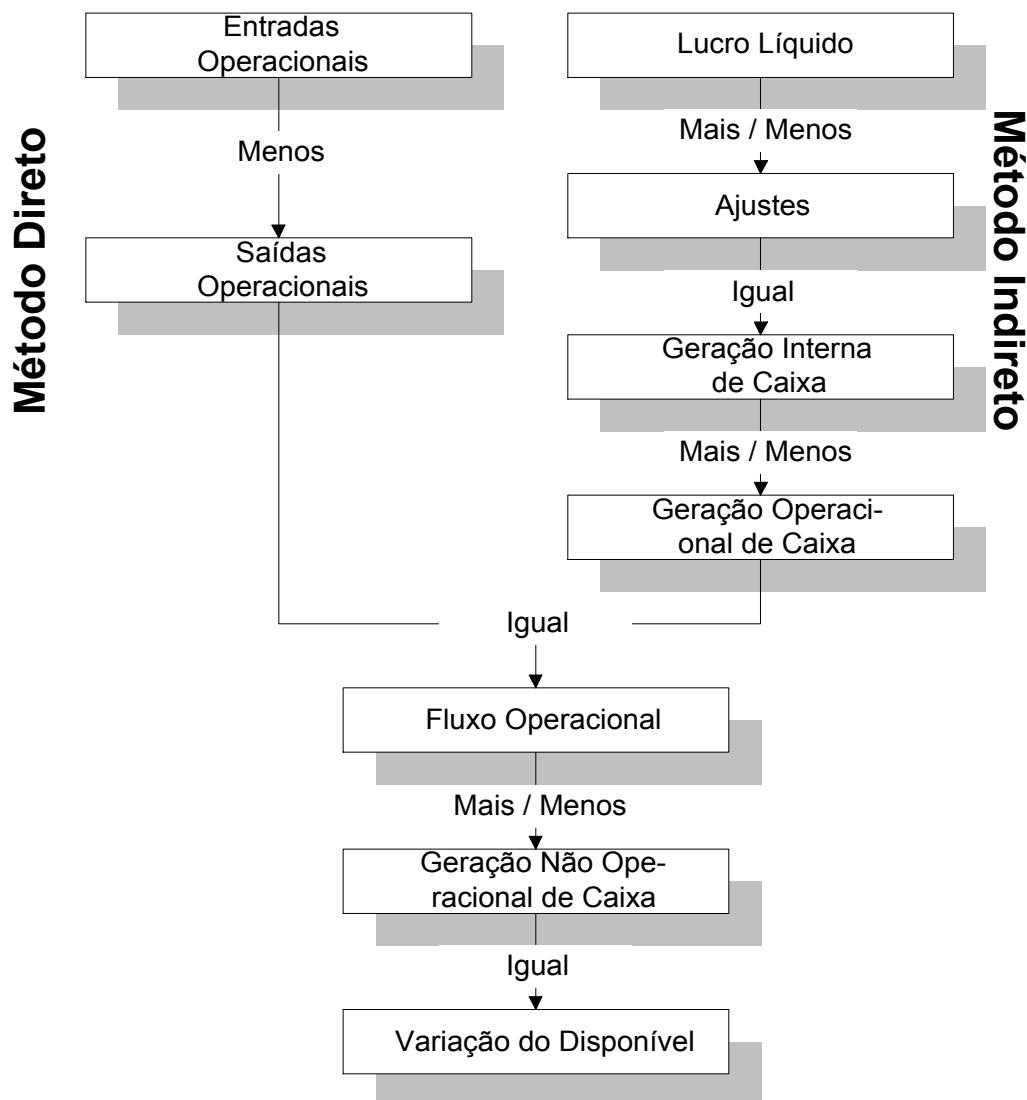 Método Direto
Entradas
Operacionais
Menos
Saídas
Operacionais
Lucro Líquido
Mais / Menos
Ajustes
Igual
Geração Interna
de Caixa
Mais / Menos
Geração Operaci-
onal de Caixa
Método Indireto
Igual
Fluxo Operacional
Mais / Menos
Geração Não Ope-
racional de Caixa
Igual
Variação do Disponível